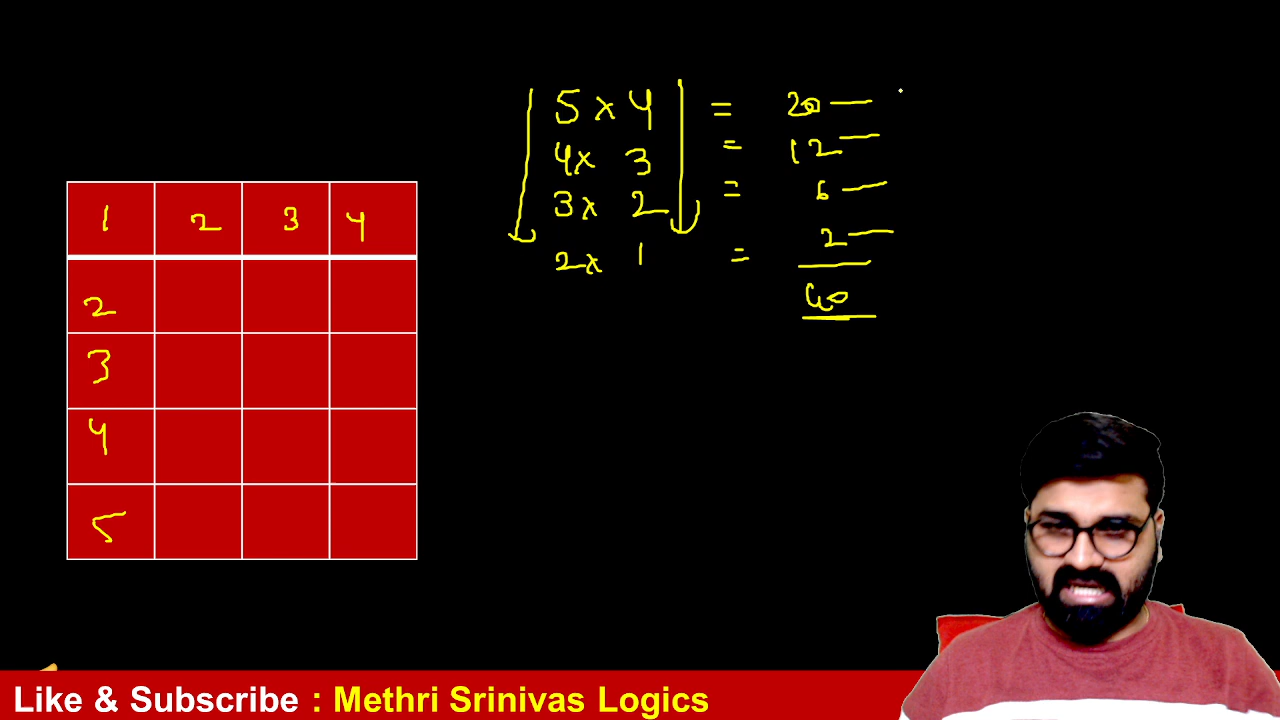 5 x 4 = 20 —
4x 3 = 12 —
3x 2 = 6 —
2x 1 = 2 —
40
1 2 3 4
2
3
4
5
Like & Subscribe : Methri Srinivas Logics